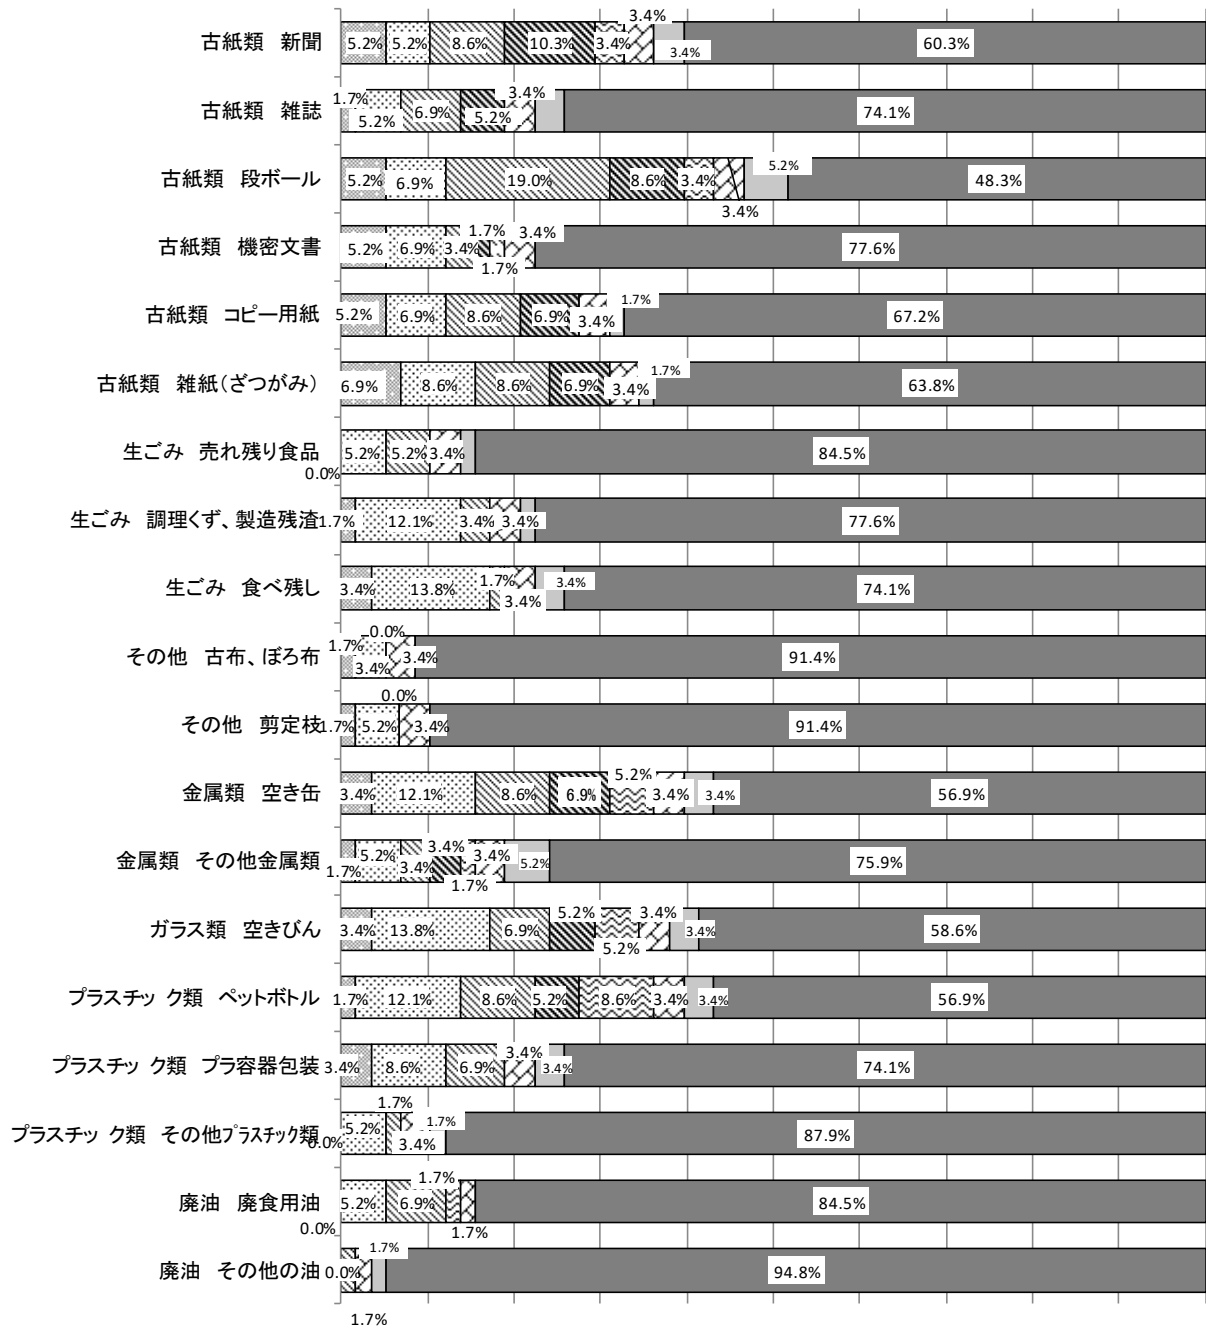 3.4%
古紙類　新聞 5.2% 5.2% 8.6% 10.3% 3.4% 3.4% 60.3%
古紙類　雑誌 1.7% 5.2% 6.9% 5.2% 3.4% 74.1%
古紙類　段ボール 5.2% 6.9% 19.0% 8.6% 3.4% 3.4% 5.2% 48.3%
古紙類　機密文書 5.2% 6.9% 3.4% 1.7% 1.7% 3.4% 77.6%
古紙類　コピー用紙 5.2% 6.9% 8.6% 6.9% 3.4% 1.7% 67.2%
古紙類　雑紙（ざつがみ） 6.9% 8.6% 8.6% 6.9% 3.4% 1.7% 63.8%
生ごみ　売れ残り食品 0.0% 5.2% 5.2% 3.4% 84.5%
生ごみ　調理くず、製造残渣 1.7% 12.1% 3.4% 3.4% 77.6%
生ごみ　食べ残し 3.4% 13.8% 1.7% 3.4% 3.4% 74.1%
その他　古布、ぼろ布 1.7% 3.4% 0.0% 3.4% 91.4%
その他　剪定枝 1.7% 5.2% 0.0% 3.4% 91.4%
金属類　空き缶 3.4% 12.1% 8.6% 6.9% 5.2% 3.4% 3.4% 56.9%
金属類　その他金属類 1.7% 5.2% 3.4% 3.4% 1.7% 3.4% 5.2% 75.9%
ガラス類　空きびん 3.4% 13.8% 6.9% 5.2% 5.2% 3.4% 3.4% 58.6%
プラスチック類　ペットボトル 1.7% 12.1% 8.6% 5.2% 8.6% 3.4% 3.4% 56.9%
プラスチック類　プラ容器包装 3.4% 8.6% 6.9% 3.4% 3.4% 74.1%
プラスチック類　その他プラスチック類 0.0% 5.2% 1.7% 3.4% 1.7% 87.9%
廃油　廃食用油 0.0% 5.2% 6.9% 1.7% 1.7% 84.5%
廃油　その他の油 0.0% 1.7% 1.7% 94.8%